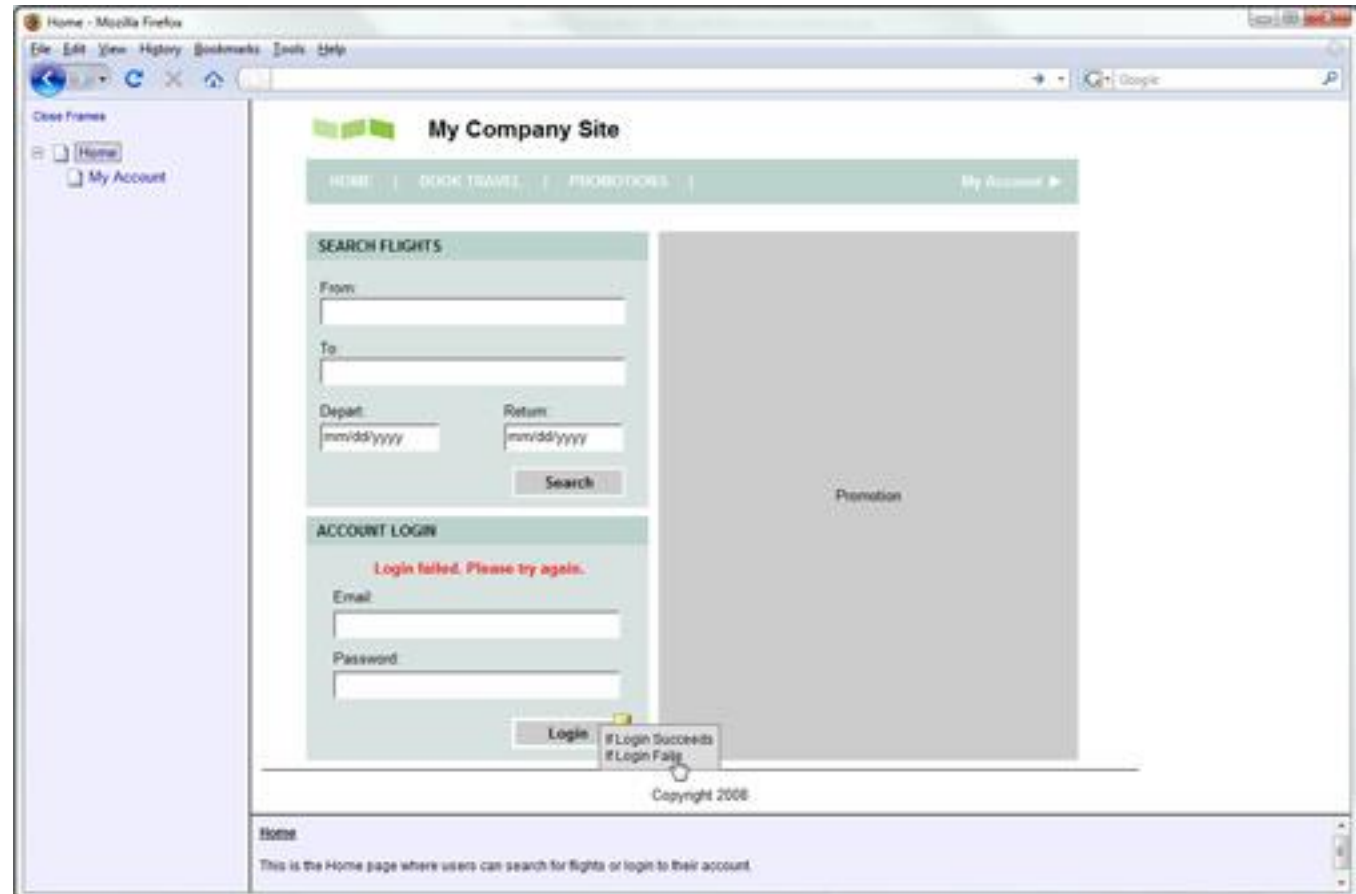 Home - Mozilla Firefox
File Edit View History Bookmarks Tools Help
Google
Close Frames
Home
My Account
My Company Site
HOME | BOOK TRAVEL | PROMOTIONS |
My Account
SEARCH FLIGHTS
From:
To:
Depart: Return:
mm/dd/yyyy mm/dd/yyyy
Search
Promotion
ACCOUNT LOGIN
Login failed. Please try again.
Email:
Password:
Login
If Login Succeeds
If Login Fails
Copyright 2008
Home
This is the Home page where users can search for flights or login to their account.